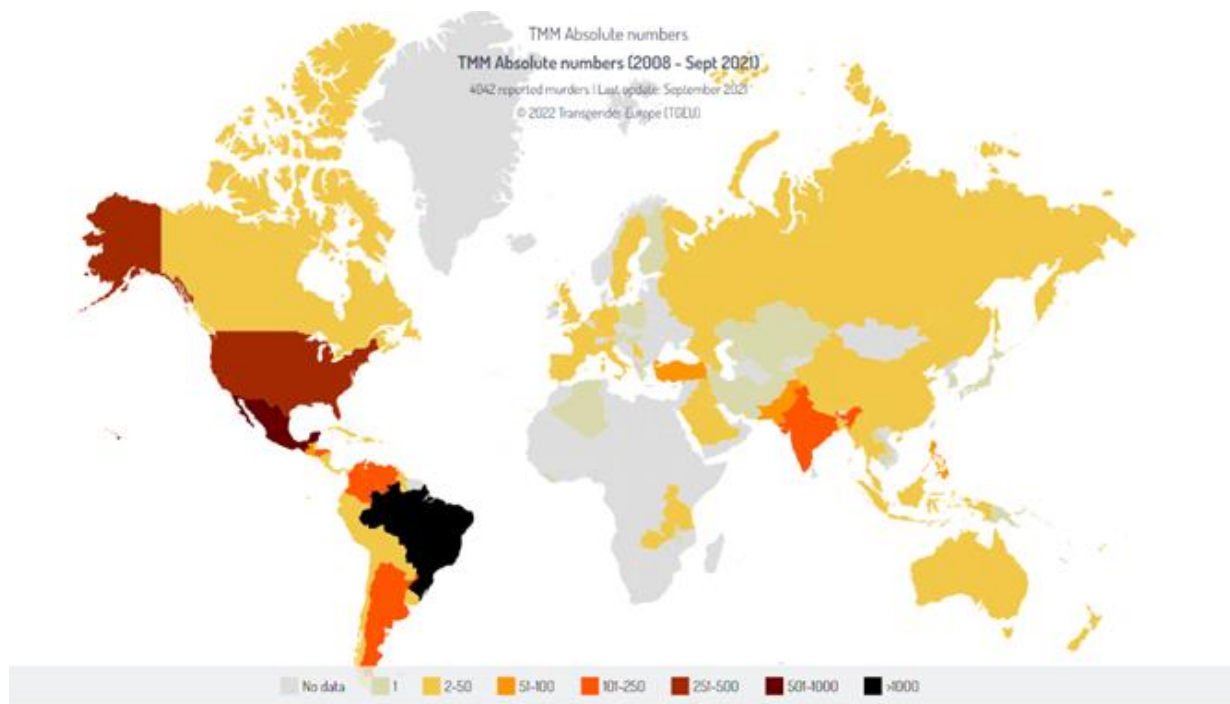 TMM Absolute numbers
TMM Absolute numbers (2008 - Sept 2021)
4042 reported murders | Last update: September 2021
© 2022 Transgender Europe (TGEU)
No data 1 2-50 51-100 101-250 251-500 501-1000 >1000